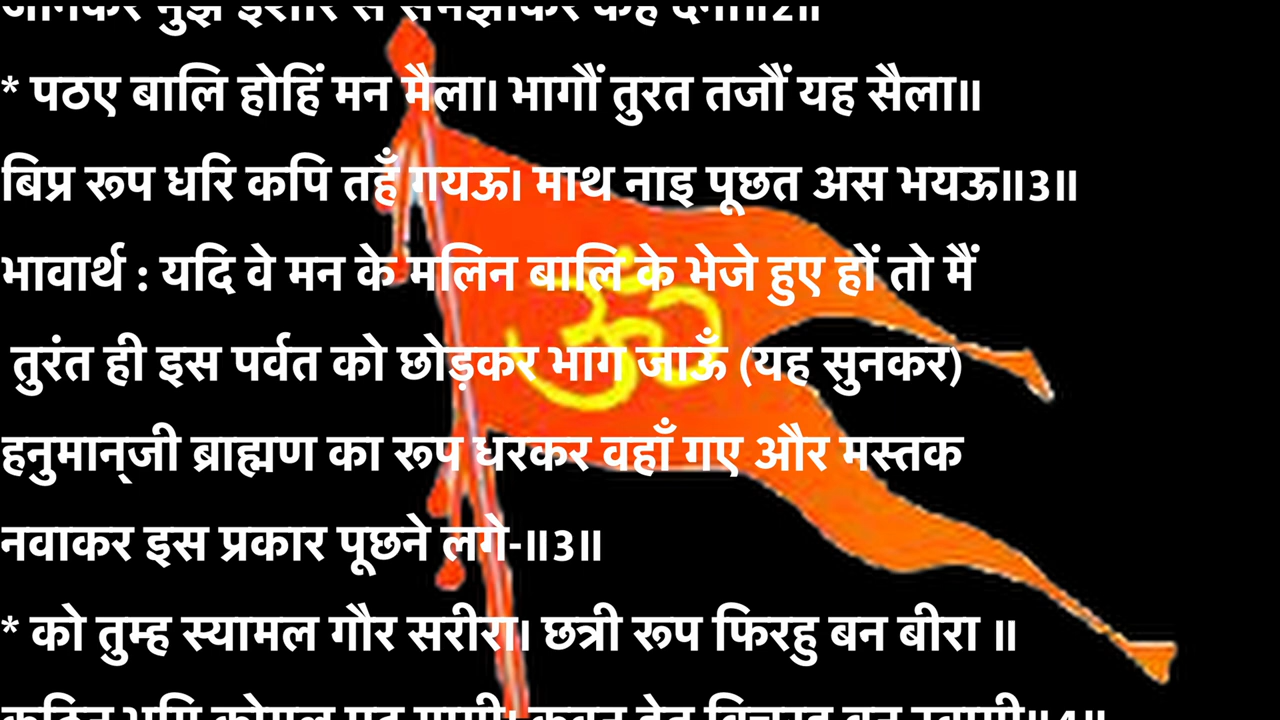 * पठए बालि होहिं मन मैला। भागौं तुरत तजौं यह सैला॥
बिप्र रूप धरि कपि तहँ गयऊ। माथ नाइ पूछत अस भयऊ॥3॥
भावार्थ : यदि वे मन के मलिन बालि के भेजे हुए हों तो मैं
तुरंत ही इस पर्वत को छोड़कर भाग जाऊँ (यह सुनकर)
हनुमान्‌जी ब्राह्मण का रूप धरकर वहाँ गए और मस्तक
नवाकर इस प्रकार पूछने लगे-॥3॥
* को तुम्ह स्यामल गौर सरीरा। छत्री रूप फिरहु बन बीरा ॥
ॐ